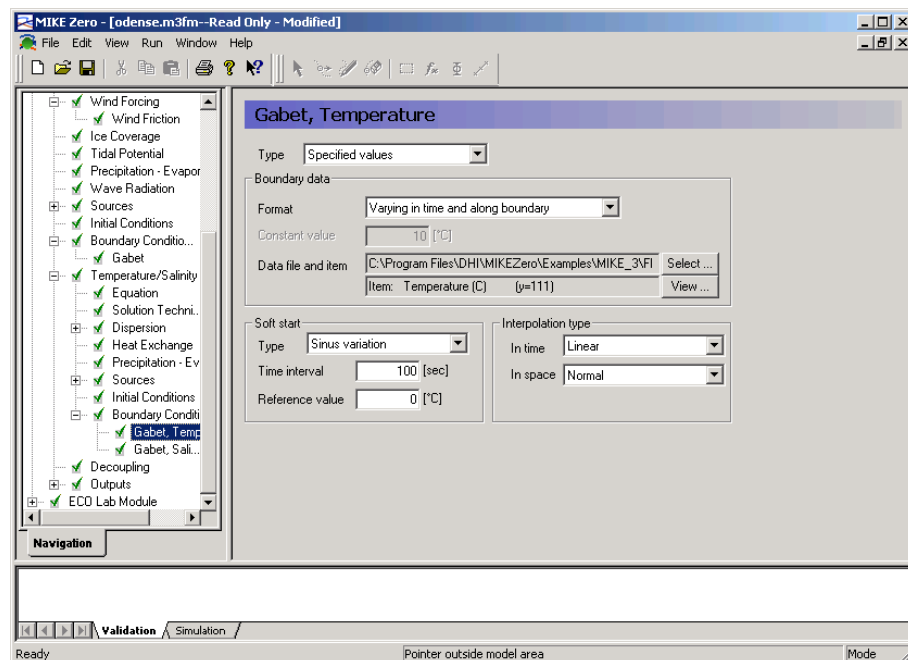 MIKE Zero - [odense.m3fm--Read Only - Modified]
File Edit View Run Window Help
Wind Forcing
Wind Friction
Ice Coverage
Tidal Potential
Precipitation - Evapor
Wave Radiation
Sources
Initial Conditions
Boundary Conditio...
Gabet
Temperature/Salinity
Equation
Solution Techni...
Dispersion
Heat Exchange
Precipitation - Ev
Sources
Initial Conditions
Boundary Conditi
Gabet, Temp
Gabet, Sali...
Decoupling
Outputs
ECO Lab Module
Navigation
Gabet, Temperature
Type Specified values
Boundary data
Format Varying in time and along boundary
Constant value 10 [°C]
Data file and item C:\Program Files\DHI\MIKEZero\Examples\MIKE_3\Fl Select ...
Item: Temperature (C) (y=111) View ...
Soft start
Type Sinus variation
Time interval 100 [sec]
Reference value 0 [°C]
Interpolation type
In time Linear
In space Normal
Validation Simulation
Ready Pointer outside model area Mode